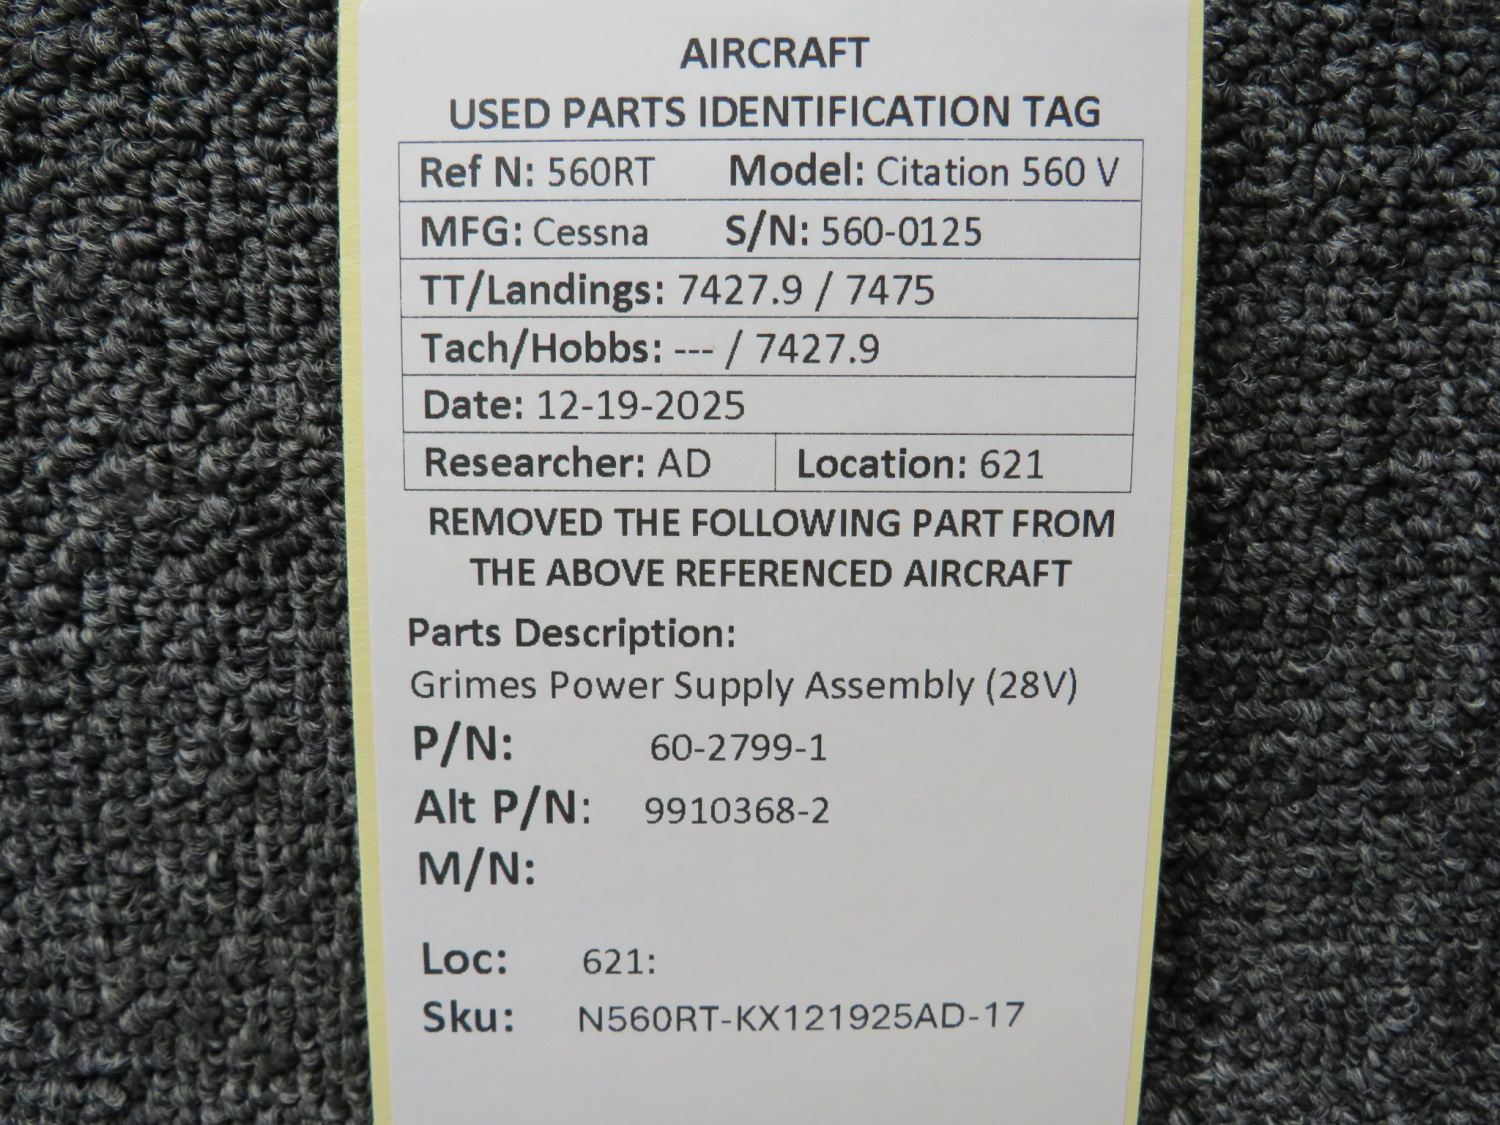 AIRCRAFT
USED PARTS IDENTIFICATION TAG
Ref N: 560RT Model: Citation 560 V
MFG: Cessna S/N: 560-0125
TT/Landings: 7427.9 / 7475
Tach/Hobbs: --- / 7427.9
Date: 12-19-2025
Researcher: AD Location: 621
REMOVED THE FOLLOWING PART FROM
THE ABOVE REFERENCED AIRCRAFT
Parts Description:
Grimes Power Supply Assembly (28V)
P/N: 60-2799-1
Alt P/N: 9910368-2
M/N:
Loc: 621:
Sku: N560RT-KX121925AD-17